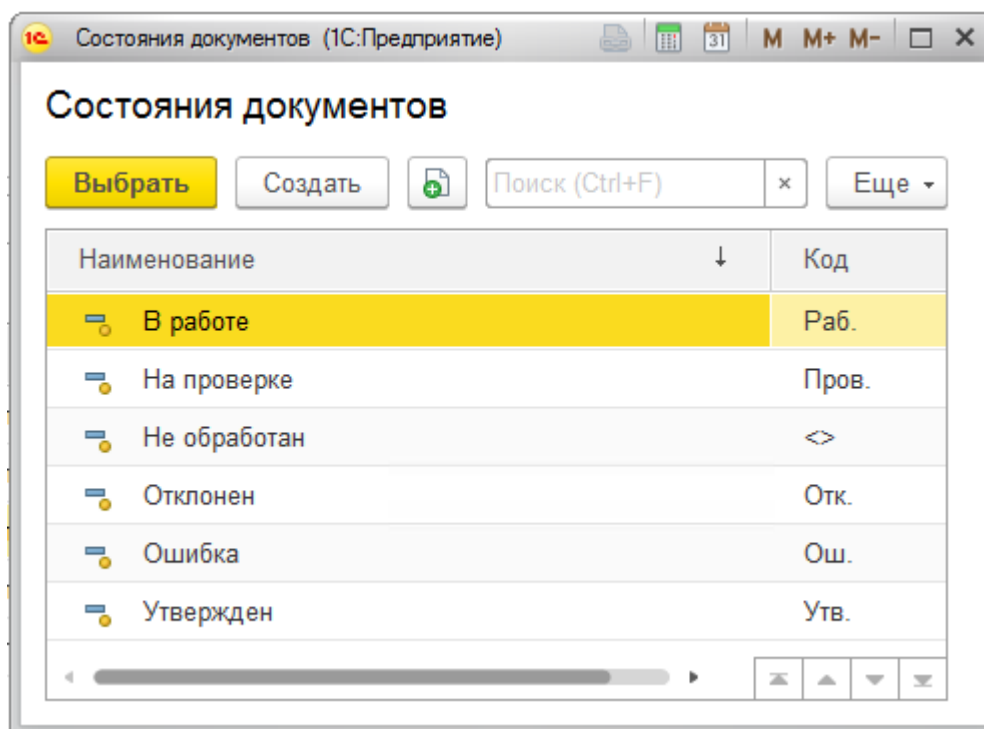 1С Состояния документов (1С:Предприятие) 31 M M+ M-
Состояния документов
Выбрать Создать Поиск (Ctrl+F) × Еще
Наименование ↓ Код
В работе Раб.
На проверке Пров.
Не обработан <>
Отклонен Отк.
Ошибка Ош.
Утвержден Утв.